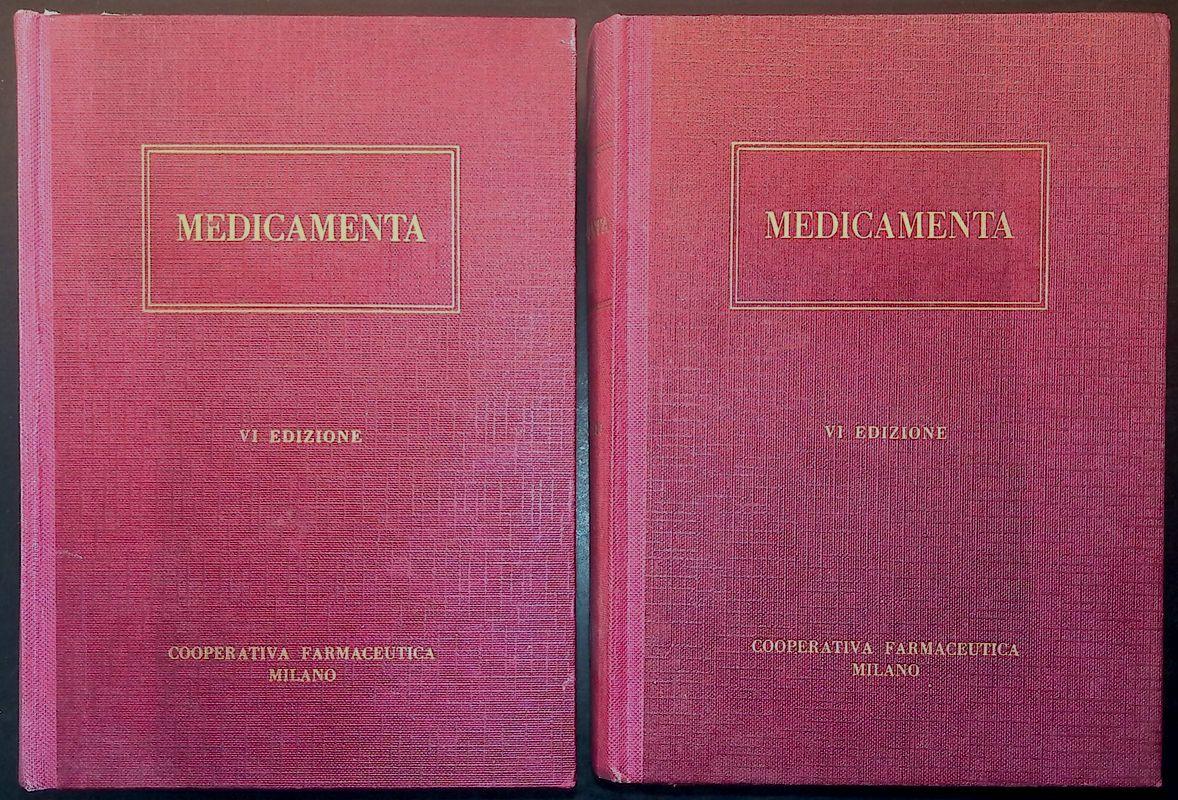 MEDICAMENTA
VI EDIZIONE
COOPERATIVA FARMACEUTICA
MILANO
MEDICAMENTA
VI EDIZIONE
COOPERATIVA FARMACEUTICA
MILANO